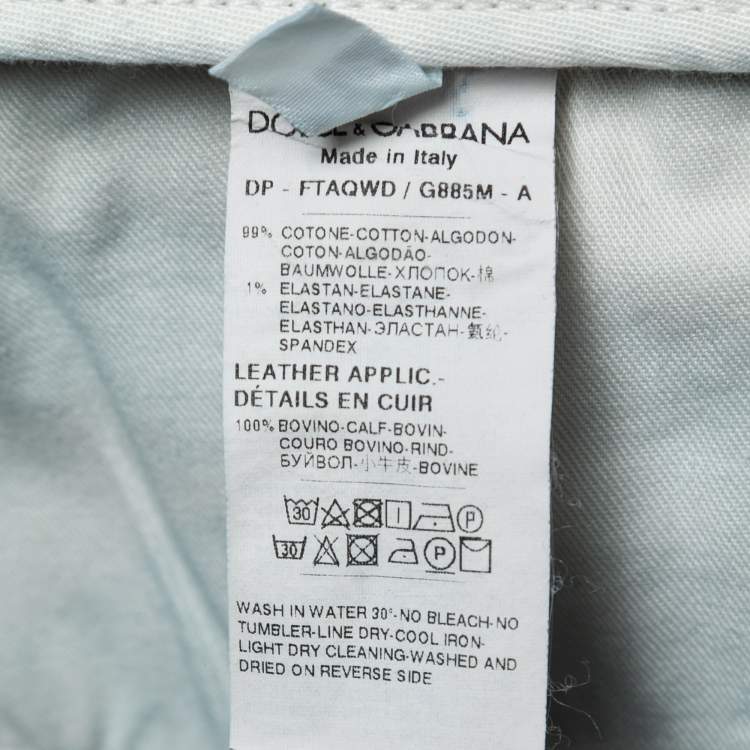 DOLCE & GABBANA
Made in Italy
DP - FTAQWD / G885M - A
99% COTONE-COTTON-ALGODON-
COTON-ALGODÃO-
BAUMWOLLE-ХЛОПОК-棉
1% ELASTAN-ELASTANE-
ELASTANO-ELASTHANNE-
ELASTHAN-ЭЛАСТАН-氨纶-
SPANDEX
LEATHER APPLIC.-
DÉTAILS EN CUIR
100% BOVINO-CALF-BOVIN-
COURO BOVINO-RIND-
БУЙВОЛ-小牛皮-BOVINE
30 P
30 P
WASH IN WATER 30°-NO BLEACH-NO
TUMBLER-LINE DRY-COOL IRON-
LIGHT DRY CLEANING-WASHED AND
DRIED ON REVERSE SIDE